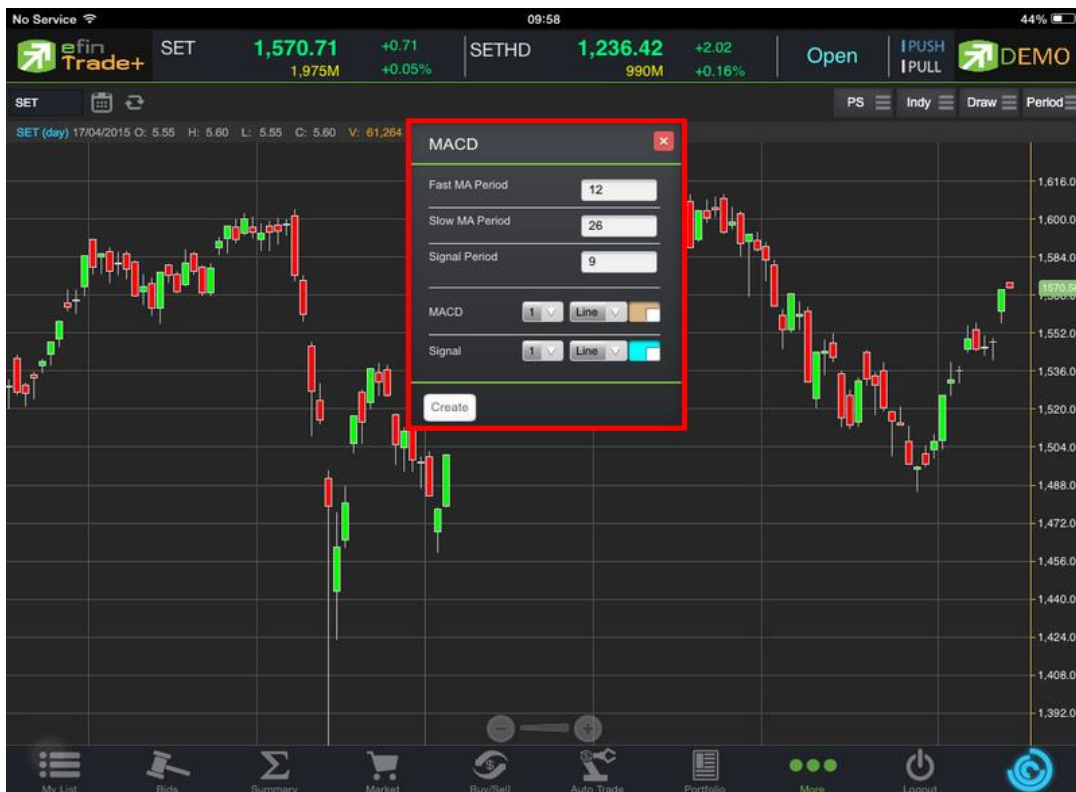 No Service 09:58 44%
efin Trade+ SET 1,570.71 +0.71 SETHD 1,236.42 +2.02 Open PUSH DEMO
1,975M +0.05% 990M +0.16% PULL
SET PS Indy Draw Period
SET (day) 17/04/2015 O: 5.55 H: 5.60 L: 5.55 C: 5.60 V: 61,264
MACD
Fast MA Period 12
Slow MA Period 26
Signal Period 9
MACD 1 Line
Signal 1 Line
Create
1,616.0
1,600.0
1,584.0
1570.5
1,552.0
1,536.0
1,520.0
1,504.0
1,488.0
1,472.0
1,456.0
1,440.0
1,424.0
1,408.0
1,392.0
My List Bids Summary Market Buy/Sell Auto Trade Portfolio More Logout